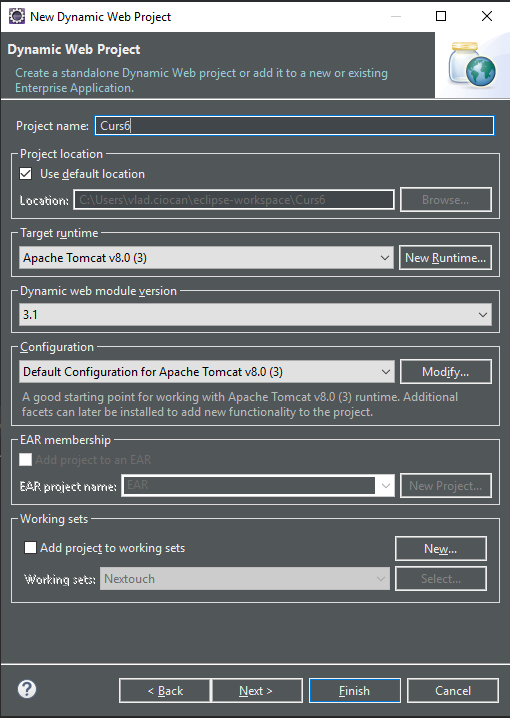 New Dynamic Web Project
Dynamic Web Project
Create a standalone Dynamic Web project or add it to a new or existing
Enterprise Application.
Project name: Curs6
Project location
Use default location
Location: C:\Users\vlad.ciocan\eclipse-workspace\Curs6 Browse...
Target runtime
Apache Tomcat v8.0 (3) New Runtime...
Dynamic web module version
3.1
Configuration
Default Configuration for Apache Tomcat v8.0 (3) Modify...
A good starting point for working with Apache Tomcat v8.0 (3) runtime. Additional
facets can later be installed to add new functionality to the project.
EAR membership
Add project to an EAR
EAR project name: EAR New Project...
Working sets
Add project to working sets New...
Working sets: Nextouch Select...
? < Back Next > Finish Cancel